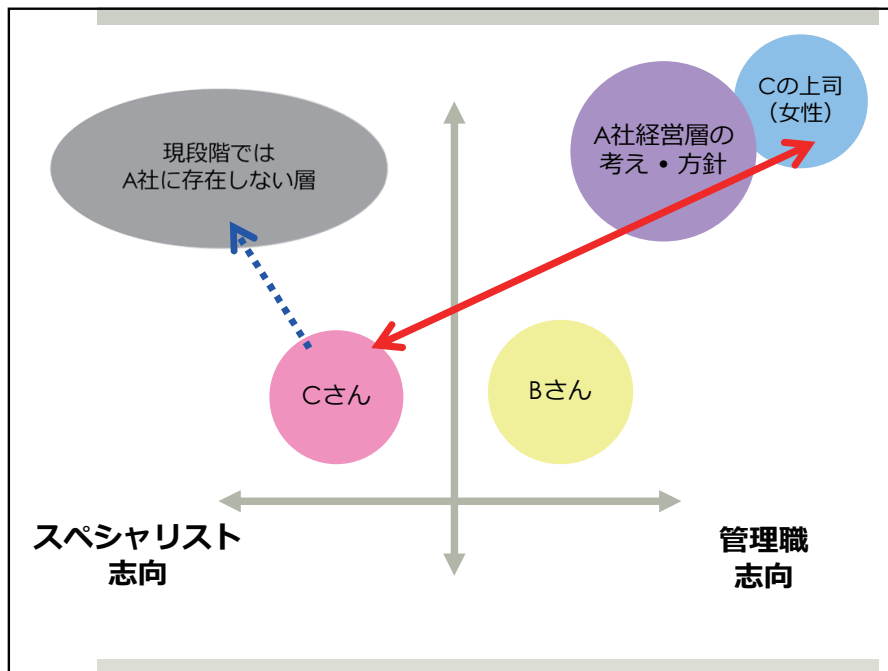 現段階では
A社に存在しない層
A社経営層の
考え・方針
Cの上司
（女性）
Cさん
Bさん
スペシャリスト
志向
管理職
志向